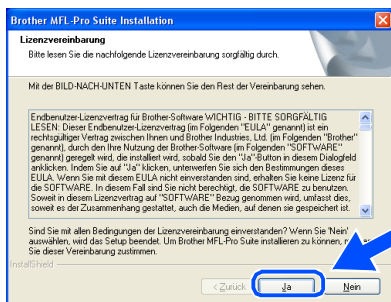 Brother MFL-Pro Suite Installation
Lizenzvereinbarung
Bitte lesen Sie die nachfolgende Lizenzvereinbarung sorgfältig durch.
Mit der BILD-NACH-UNTEN Taste können Sie den Rest der Vereinbarung sehen.
Endbenutzer-Lizenzvertrag für Brother-Software WICHTIG - BITTE SORGFÄLTIG
LESEN: Dieser Endbenutzer-Lizenzvertrag (im Folgenden "EULA" genannt) ist ein
rechtsgültiger Vertrag zwischen Ihnen und Brother Industries, Ltd. (im Folgenden "Brother"
genannt), durch den Ihre Nutzung der Brother-Software (im Folgenden "SOFTWARE"
genannt) geregelt wird, die installiert wird, sobald Sie den "Ja"-Button in diesem Dialogfeld
anklicken. Indem Sie auf "Ja" klicken, unterwerfen Sie sich den Bestimmungen dieses
EULA. Wenn Sie mit diesem EULA nicht einverstanden sind, erhalten Sie keine Lizenz für
die SOFTWARE. In diesem Fall sind Sie nicht berechtigt, die SOFTWARE zu benutzen.
Soweit in diesem Lizenzvertrag auf "SOFTWARE" Bezug genommen wird, umfasst dies,
soweit es der Zusammenhang gestattet, auch die Medien, auf denen sie gespeichert ist.
Sind Sie mit allen Bedingungen der Lizenzvereinbarung einverstanden? Wenn Sie 'Nein'
auswählen, wird das Setup beendet. Um Brother MFL-Pro Suite installieren zu können,
Sie dieser Vereinbarung zustimmen.
InstallShield
< Zurück
Ja
Nein